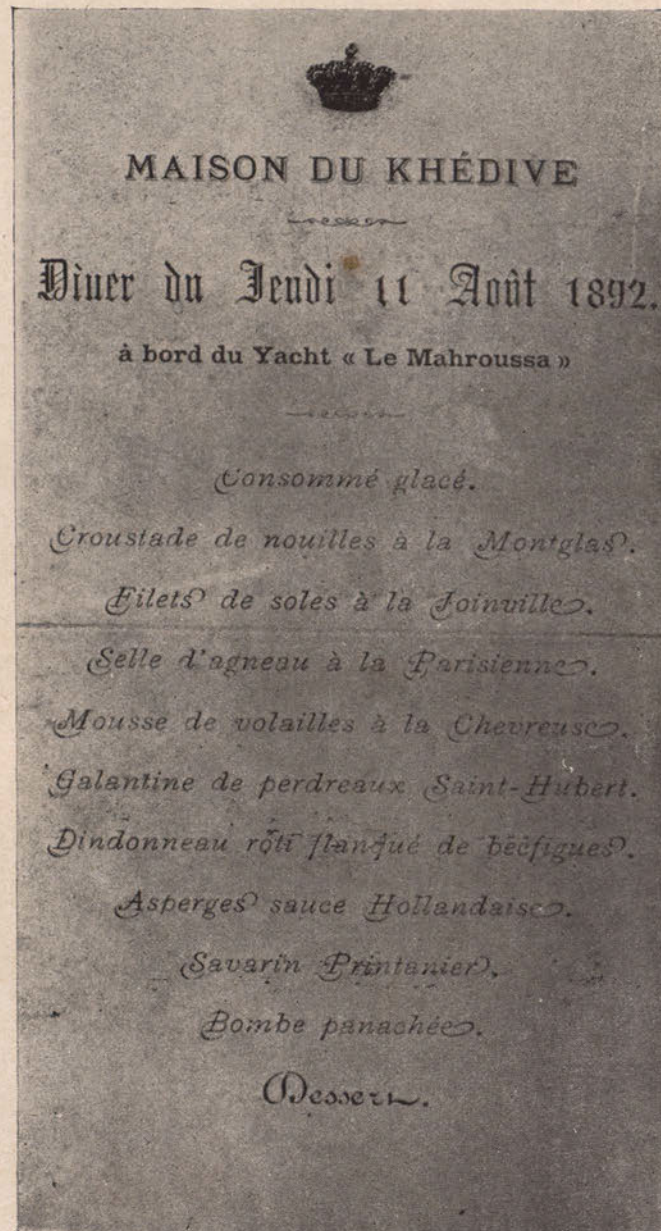 MAISON DU KHÉDIVE
Dîner du Jeudi 11 Août 1892.
à bord du Yacht « Le Mahroussa »
Consommé glacé.
Croustade de nouilles à la Montglas.
Filets de soles à la Joinville.
Selle d'agneau à la Parisienne.
Mousse de volailles à la Chevreuse.
Galantine de perdreaux Saint-Hubert.
Dindonneau rôti flanqué de becfigues.
Asperges sauce Hollandaise.
Savarin Printanier.
Bombe panachée.
Dessert.